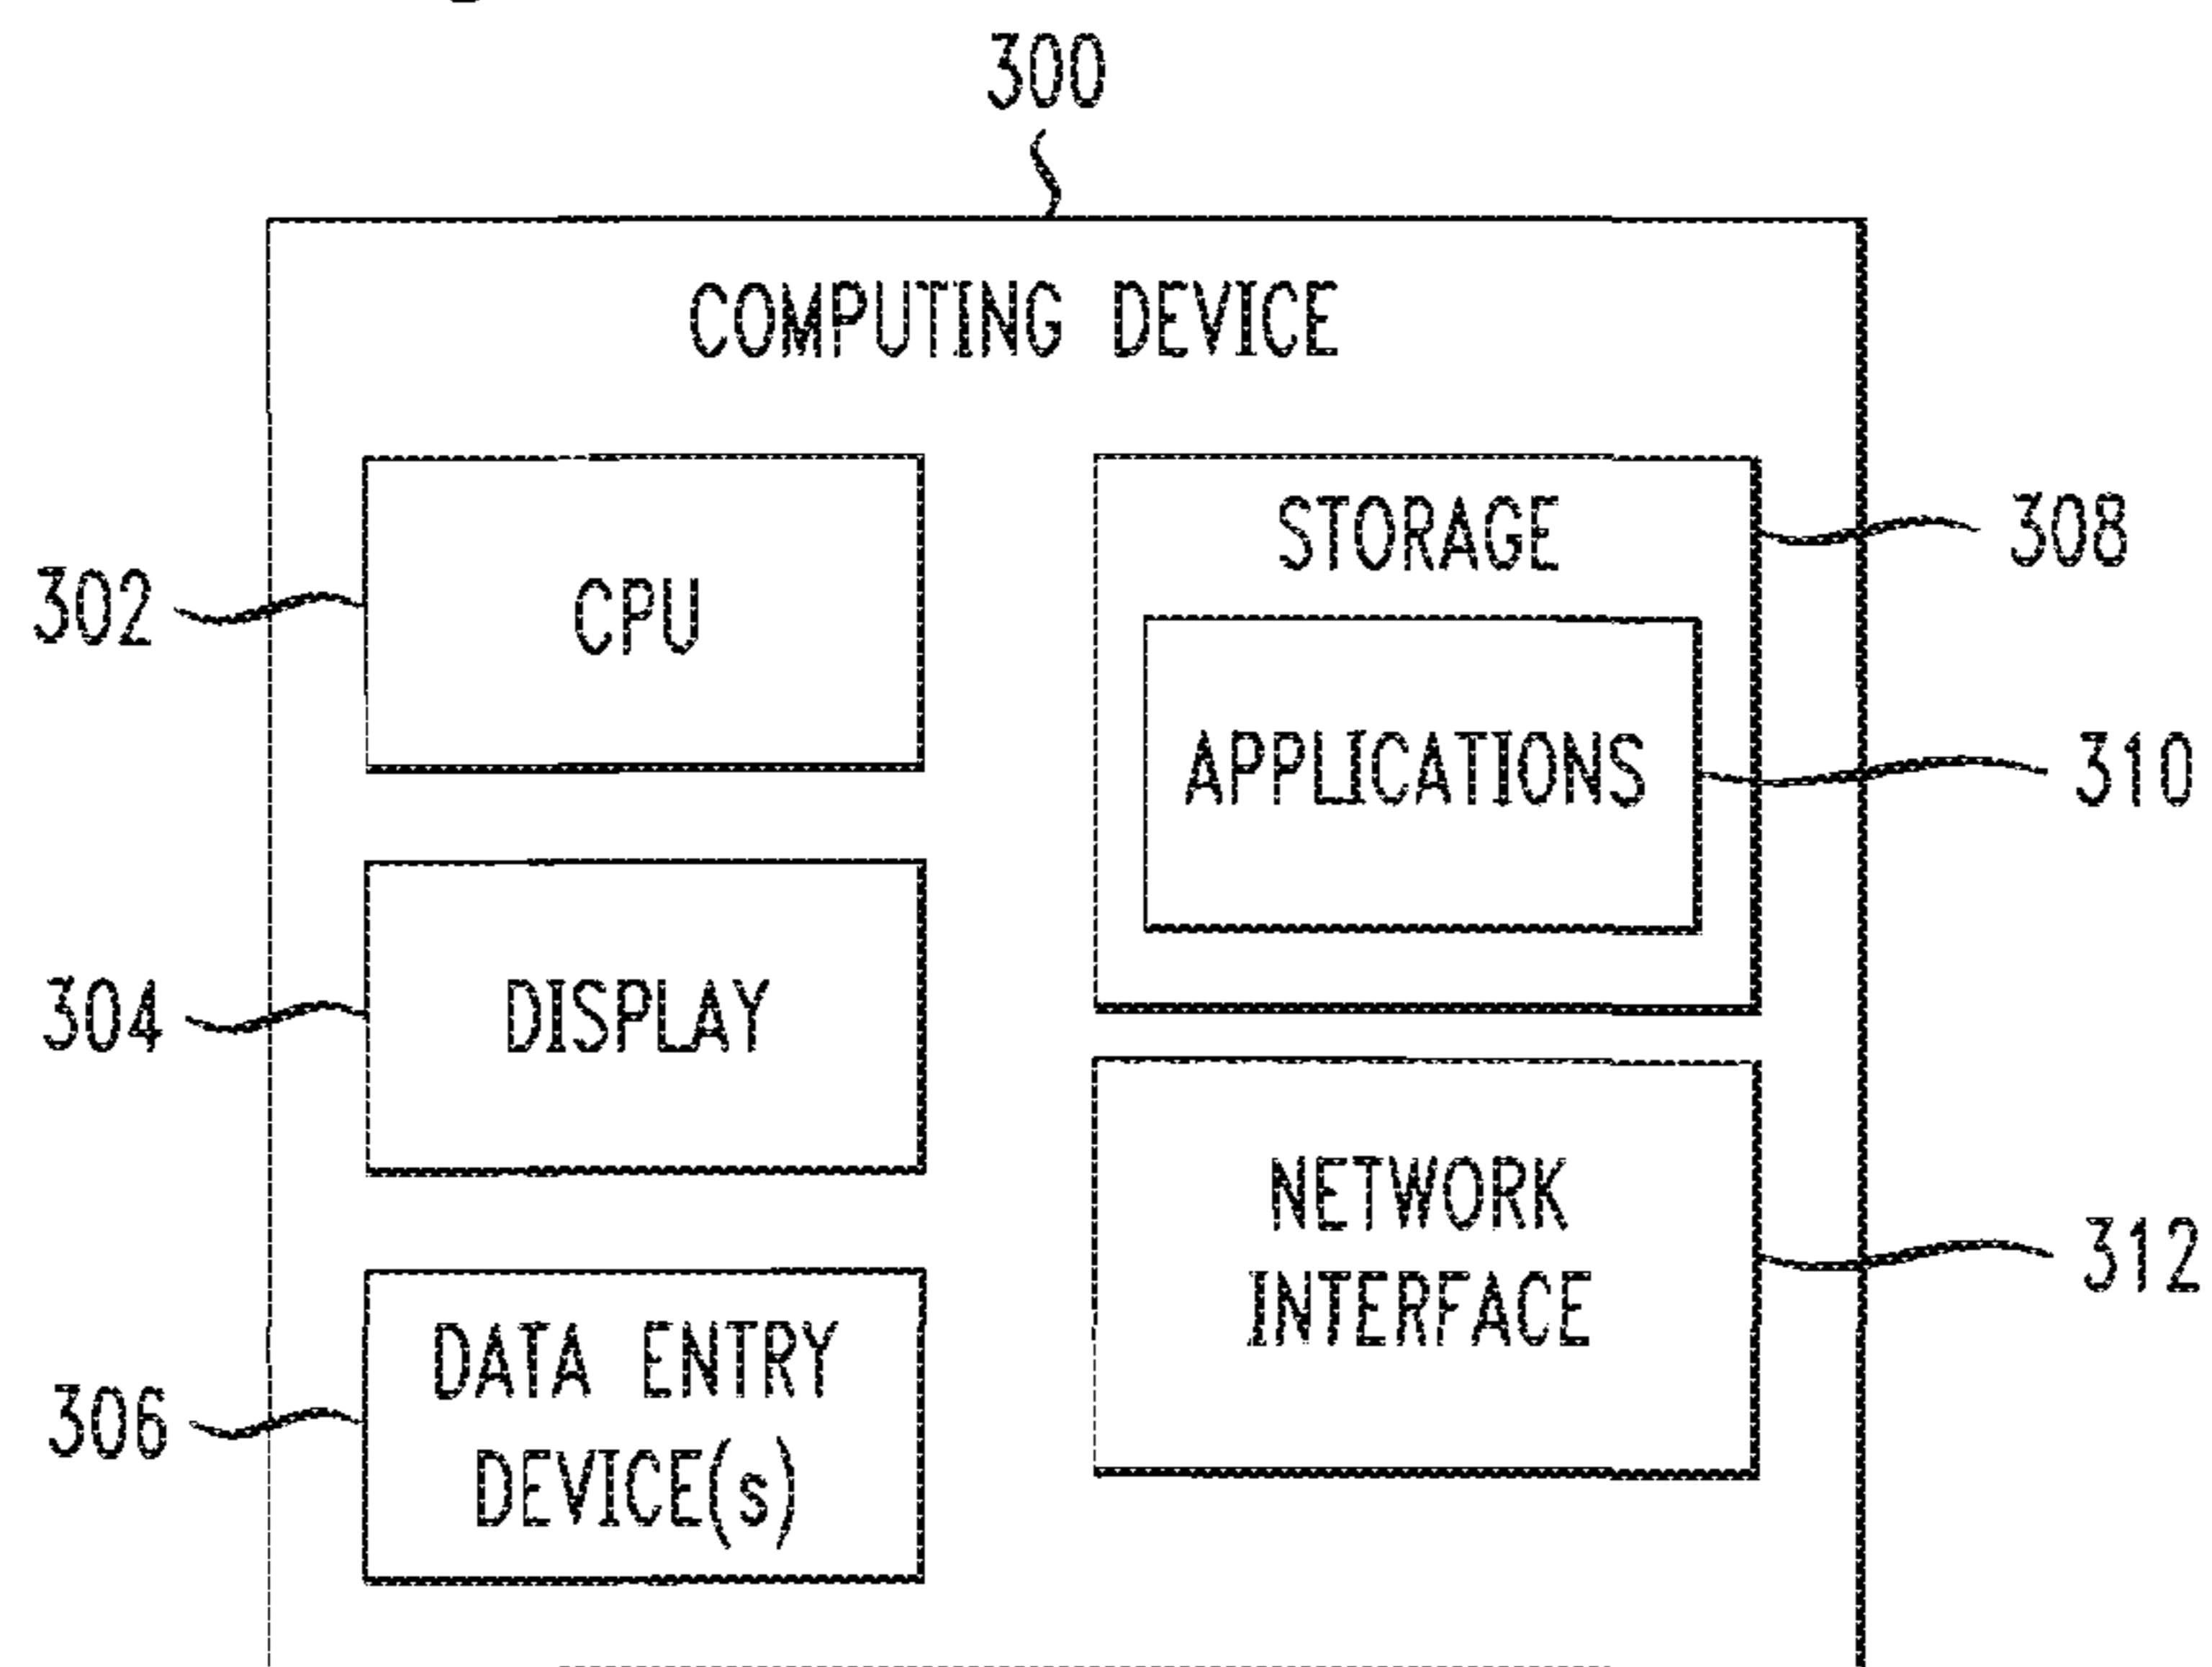 300
COMPUTING DEVICE
302
CPU
304
DISPLAY
306
DATA ENTRY
DEVICE(s)
STORAGE
308
APPLICATIONS
310
NETWORK
INTERFACE
312